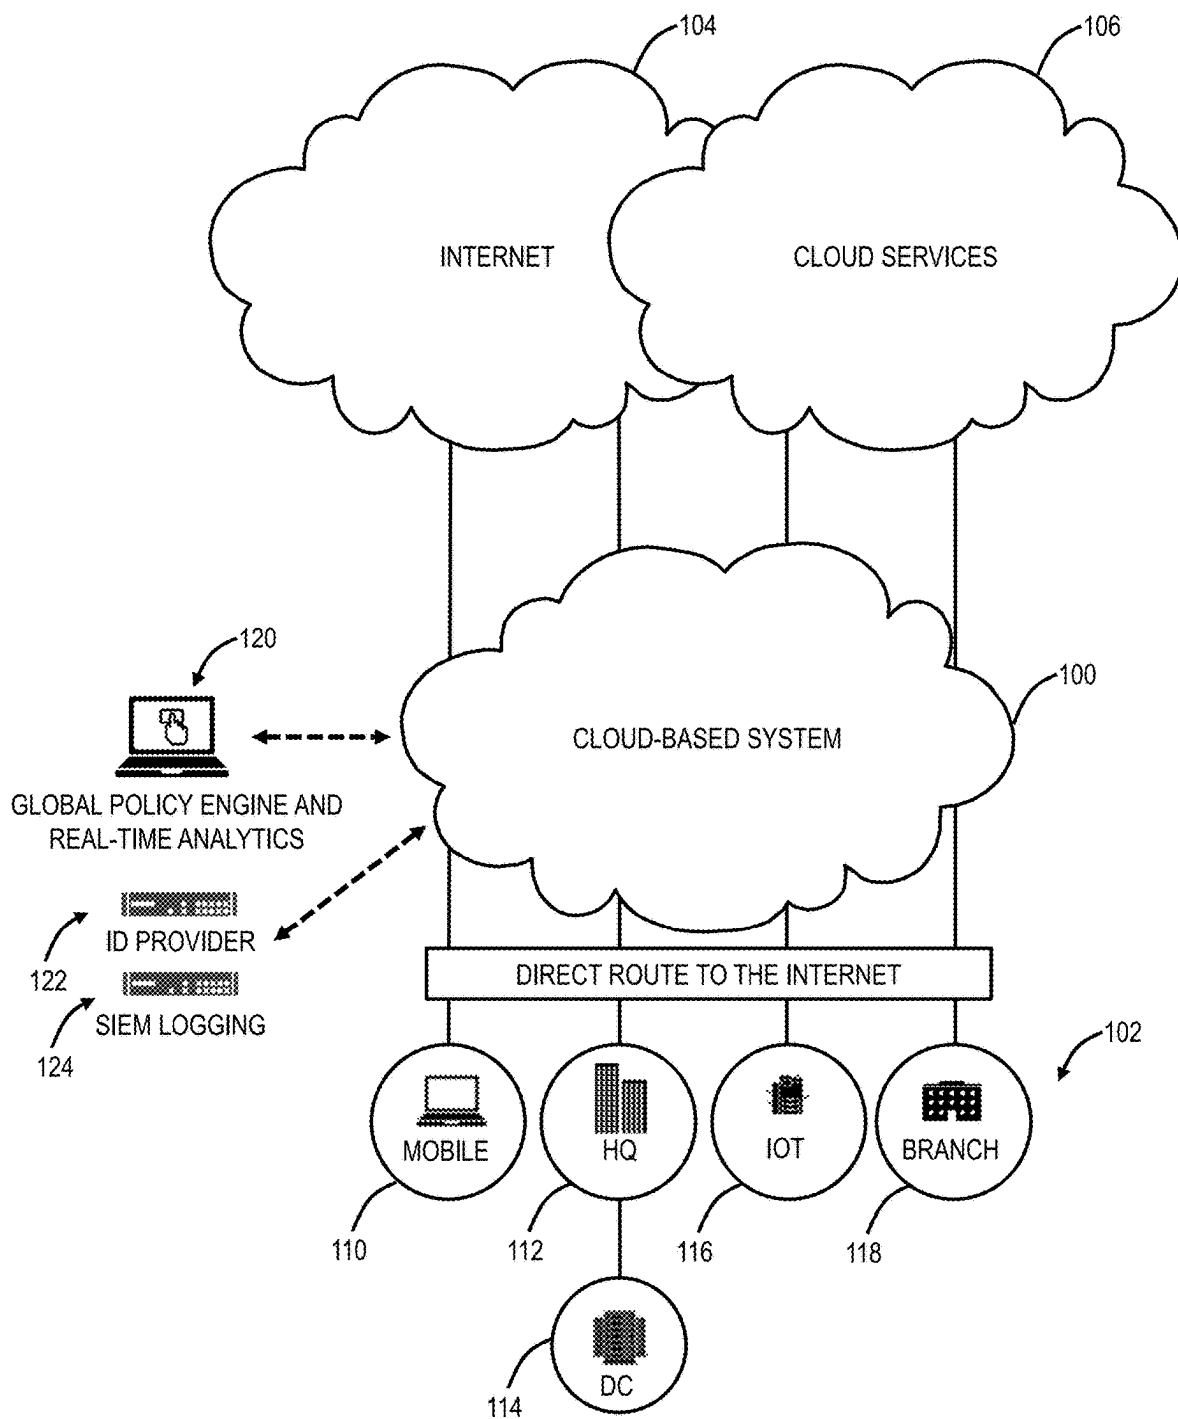 104
106
INTERNET
CLOUD SERVICES
120
100
CLOUD-BASED SYSTEM
GLOBAL POLICY ENGINE AND
REAL-TIME ANALYTICS
ID PROVIDER
122
DIRECT ROUTE TO THE INTERNET
SIEM LOGGING
124
102
MOBILE
HQ
IOT
BRANCH
110
112
116
118
DC
114